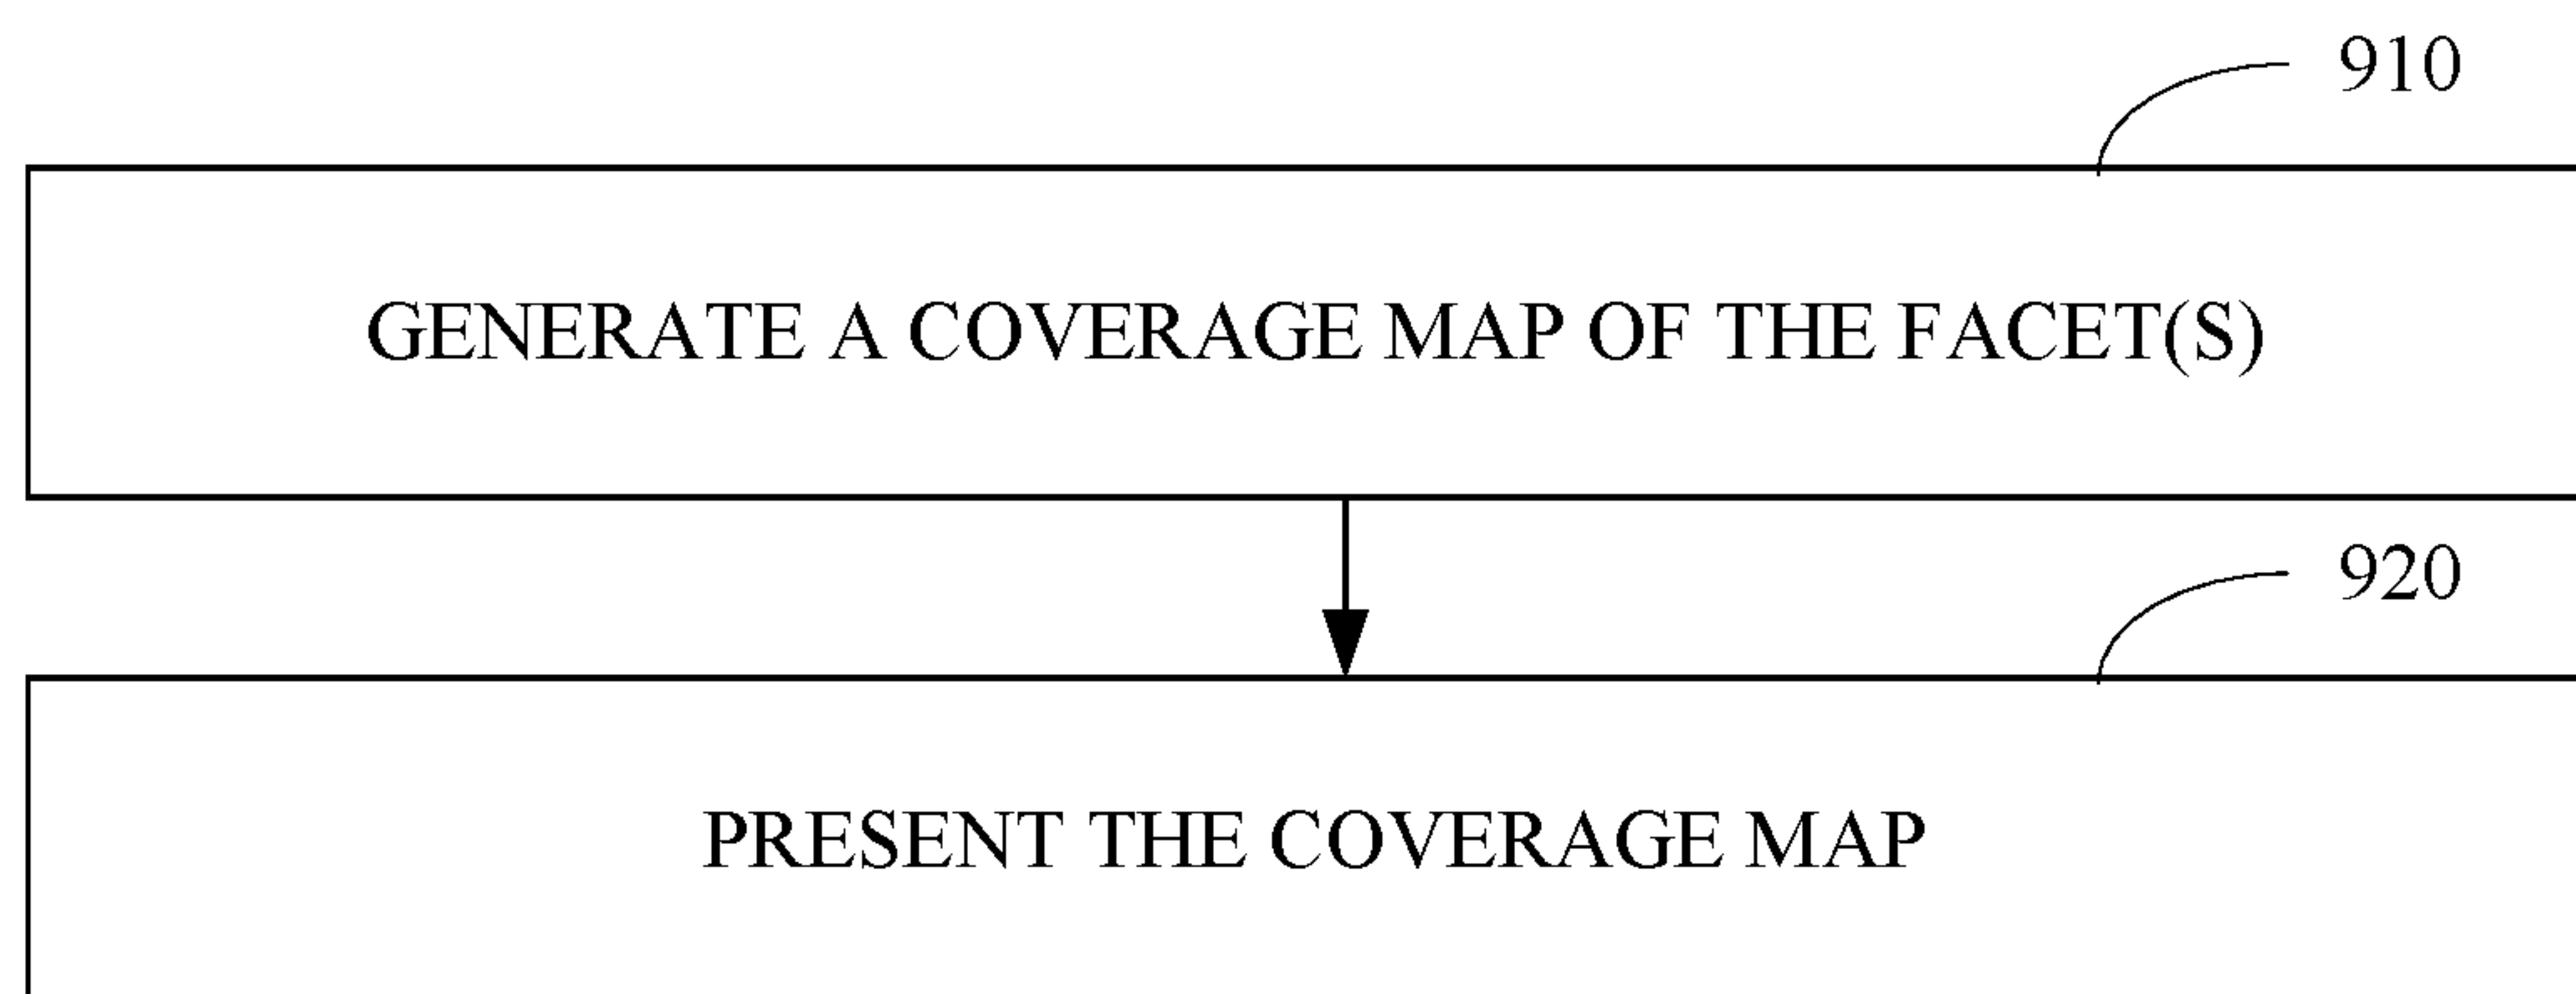 910
GENERATE A COVERAGE MAP OF THE FACET(S)
920
PRESENT THE COVERAGE MAP